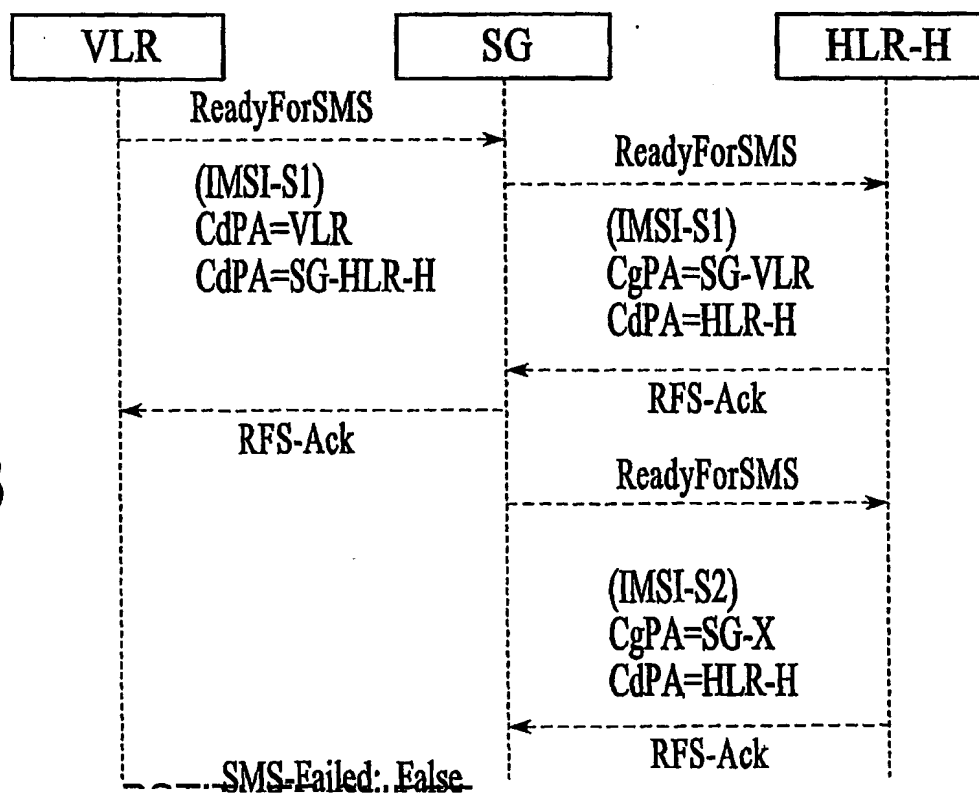 VLR
SG
HLR-H
ReadyForSMS
ReadyForSMS
(IMSI-S1)
CdPA=VLR
CdPA=SG-HLR-H
(IMSI-S1)
CgPA=SG-VLR
CdPA=HLR-H
RFS-Ack
RFS-Ack
ReadyForSMS
(IMSI-S2)
CgPA=SG-X
CdPA=HLR-H
RFS-Ack
SMS-Failed: False